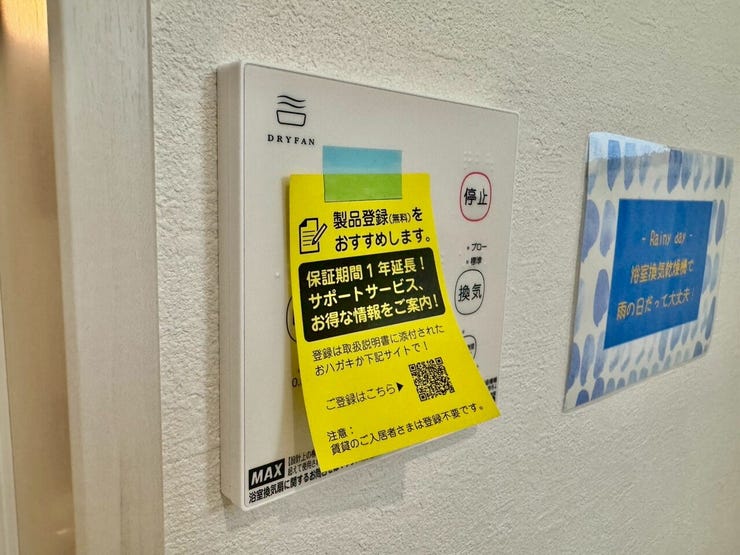 DRYFAN
停止
製品登録(無料)を
おすすめします。
保証期間1年延長！
サポートサービス、
お得な情報をご案内！
登録は取扱説明書に添付された
おハガキか下記サイトで！
ご登録はこちら▶
注意：
賃貸のご入居者さまは登録不要です。
・フロー
・標準
換気
MAX
浴室換気扇に関するお問
- Rainy day -
浴室換気乾燥機で
雨の日だって大丈夫！